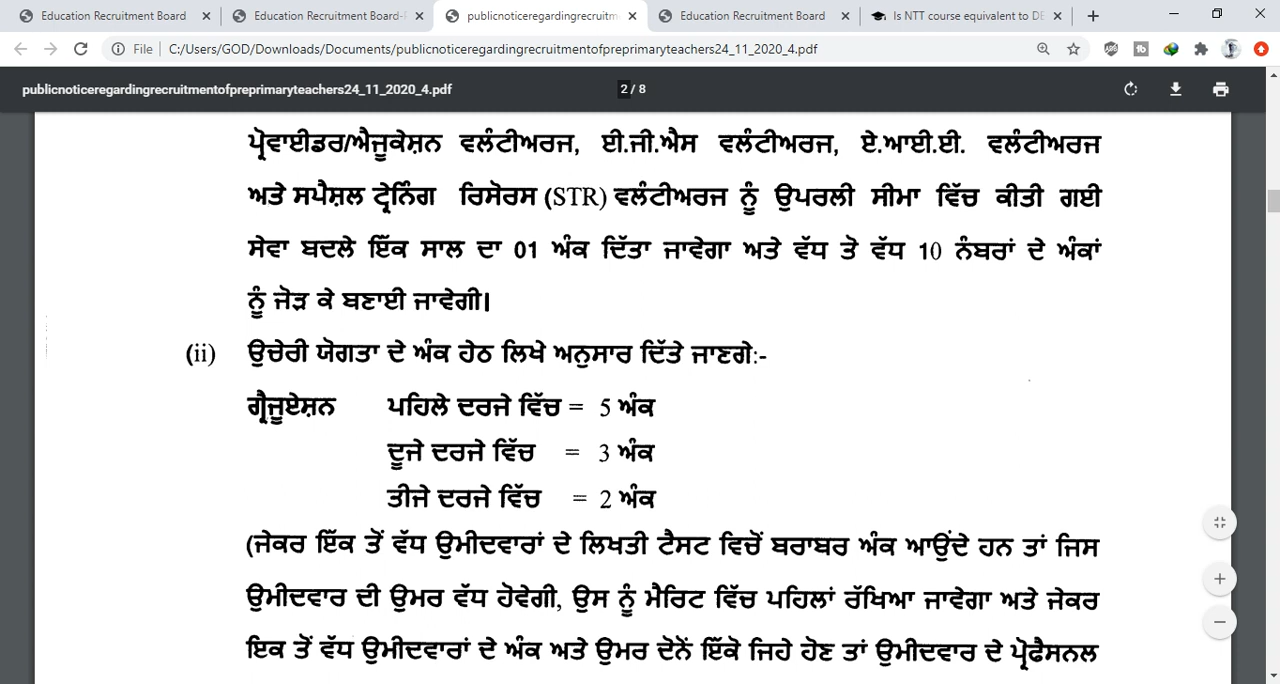 Education Recruitment Board
Education Recruitment Board-
publicnoticeregardingrecruitm
Education Recruitment Board
Is NTT course equivalent to DE
File
C:/Users/GOD/Downloads/Documents/publicnoticeregardingrecruitmentofpreprimaryteachers24_11_2020_4.pdf
publicnoticeregardingrecruitmentofpreprimaryteachers24_11_2020_4.pdf
2 / 8
ਪ੍ਰੋਵਾਈਡਰ/ਐਜੂਕੇਸ਼ਨ ਵਲੰਟੀਅਰਜ, ਈ.ਜੀ.ਐਸ ਵਲੰਟੀਅਰਜ, ਏ.ਆਈ.ਈ. ਵਲੰਟੀਅਰਜ
ਅਤੇ ਸਪੈਸ਼ਲ ਟ੍ਰੇਨਿੰਗ ਰਿਸੋਰਸ (STR) ਵਲੰਟੀਅਰਜ ਨੂੰ ਉਪਰਲੀ ਸੀਮਾ ਵਿੱਚ ਕੀਤੀ ਗਈ
ਸੇਵਾ ਬਦਲੇ ਇੱਕ ਸਾਲ ਦਾ 01 ਅੰਕ ਦਿੱਤਾ ਜਾਵੇਗਾ ਅਤੇ ਵੱਧ ਤੋ ਵੱਧ 10 ਨੰਬਰਾਂ ਦੇ ਅੰਕਾਂ
ਨੂੰ ਜੋੜ ਕੇ ਬਣਾਈ ਜਾਵੇਗੀ।
(ii) ਉਚੇਰੀ ਯੋਗਤਾ ਦੇ ਅੰਕ ਹੇਠ ਲਿਖੇ ਅਨੁਸਾਰ ਦਿੱਤੇ ਜਾਣਗੇ:-
ਗ੍ਰੈਜੂਏਸ਼ਨ ਪਹਿਲੇ ਦਰਜੇ ਵਿੱਚ = 5 ਅੰਕ
ਦੂਜੇ ਦਰਜੇ ਵਿੱਚ = 3 ਅੰਕ
ਤੀਜੇ ਦਰਜੇ ਵਿੱਚ = 2 ਅੰਕ
(ਜੇਕਰ ਇੱਕ ਤੋਂ ਵੱਧ ਉਮੀਦਵਾਰਾਂ ਦੇ ਲਿਖਤੀ ਟੈਸਟ ਵਿਚੋਂ ਬਰਾਬਰ ਅੰਕ ਆਉਂਦੇ ਹਨ ਤਾਂ ਜਿਸ
ਉਮੀਦਵਾਰ ਦੀ ਉਮਰ ਵੱਧ ਹੋਵੇਗੀ, ਉਸ ਨੂੰ ਮੈਰਿਟ ਵਿੱਚ ਪਹਿਲਾਂ ਰੱਖਿਆ ਜਾਵੇਗਾ ਅਤੇ ਜੇਕਰ
ਇਕ ਤੋਂ ਵੱਧ ਉਮੀਦਵਾਰਾਂ ਦੇ ਅੰਕ ਅਤੇ ਉਮਰ ਦੋਨੋਂ ਇੱਕੋ ਜਿਹੇ ਹੋਣ ਤਾਂ ਉਮੀਦਵਾਰ ਦੇ ਪ੍ਰੋਫੈਸਨਲ